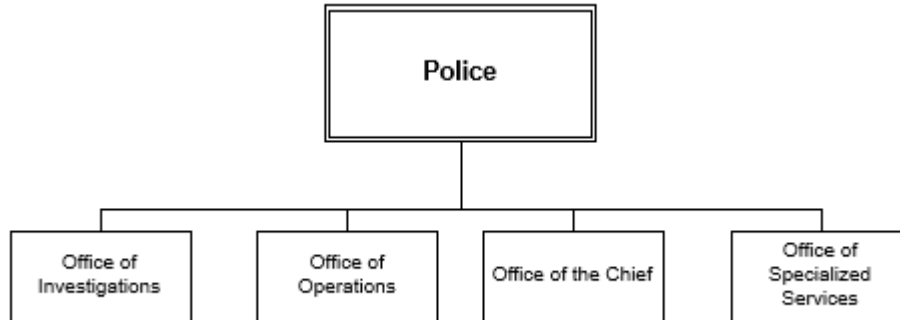 Police
Office of
Investigations
Office of
Operations
Office of the Chief
Office of
Specialized
Services